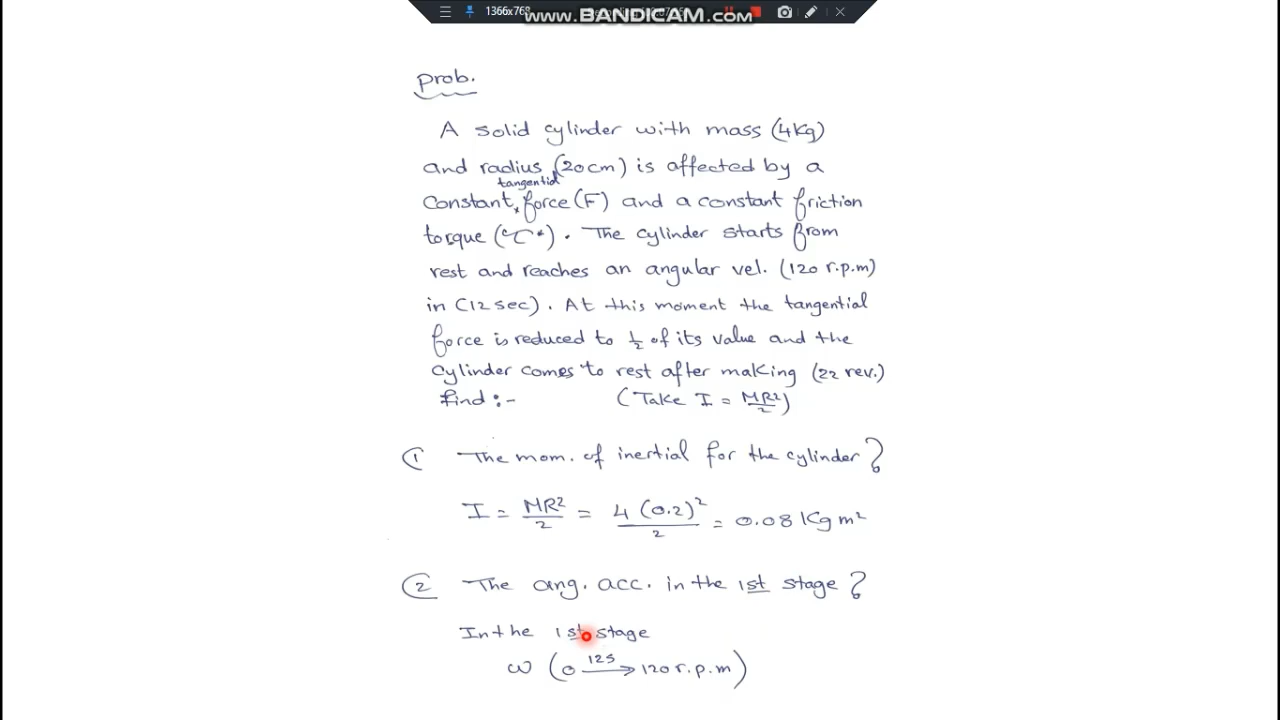 1366x768
www.BANDICAM.com
prob.
A solid cylinder with mass (4Kg)
and radius (20cm) is affected by a
tangential
constant force (F) and a constant friction
torque (τ*). The cylinder starts from
rest and reaches an angular vel. (120 r.p.m)
in (12 sec). At this moment the tangential
force is reduced to 1/2 of its value and the
cylinder comes to rest after making (22 rev.)
find :- (Take I = MR²/2)
① The mom. of inertial for the cylinder?
I = MR²/2 = 4 (0.2)²/2 = 0.08 Kg m²
② The ang. acc. in the 1st stage?
In the 1st stage
ω (0 12s→ 120 r.p.m)